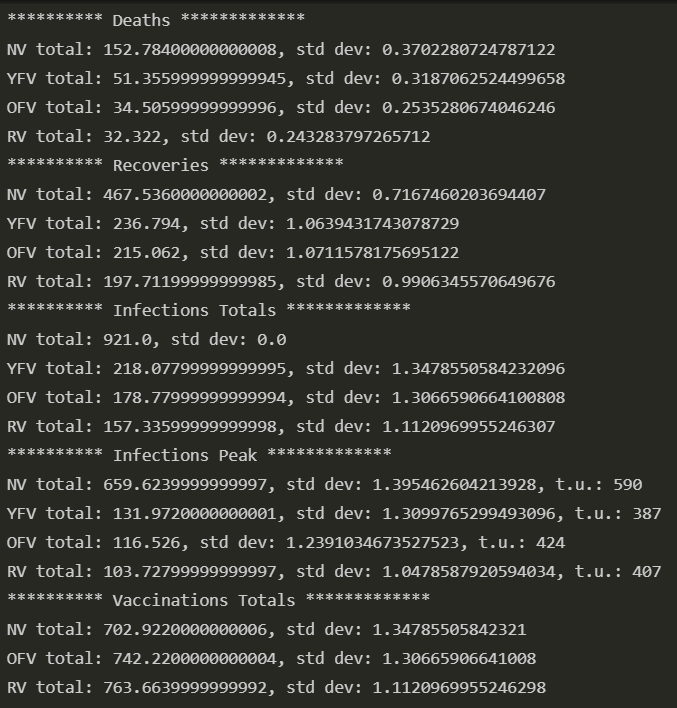 ********** Deaths *************
NV total: 152.78400000000008, std dev: 0.3702280724787122
YFV total: 51.355999999999945, std dev: 0.3187062524499658
OFV total: 34.50599999999996, std dev: 0.2535280674046246
RV total: 32.322, std dev: 0.243283797265712
********** Recoveries *************
NV total: 467.5360000000002, std dev: 0.7167460203694407
YFV total: 236.794, std dev: 1.0639431743078729
OFV total: 215.062, std dev: 1.0711578175695122
RV total: 197.71199999999985, std dev: 0.9906345570649676
********** Infections Totals *************
NV total: 921.0, std dev: 0.0
YFV total: 218.07799999999995, std dev: 1.3478550584232096
OFV total: 178.77999999999994, std dev: 1.3066590664100808
RV total: 157.33599999999998, std dev: 1.1120969955246307
********** Infections Peak *************
NV total: 659.6239999999997, std dev: 1.395462604213928, t.u.: 590
YFV total: 131.9720000000001, std dev: 1.3099765299493096, t.u.: 387
OFV total: 116.526, std dev: 1.2391034673527523, t.u.: 424
RV total: 103.72799999999997, std dev: 1.0478587920594034, t.u.: 407
********** Vaccinations Totals *************
NV total: 702.9220000000006, std dev: 1.34785505842321
OFV total: 742.2200000000004, std dev: 1.30665906641008
RV total: 763.6639999999992, std dev: 1.1120969955246298